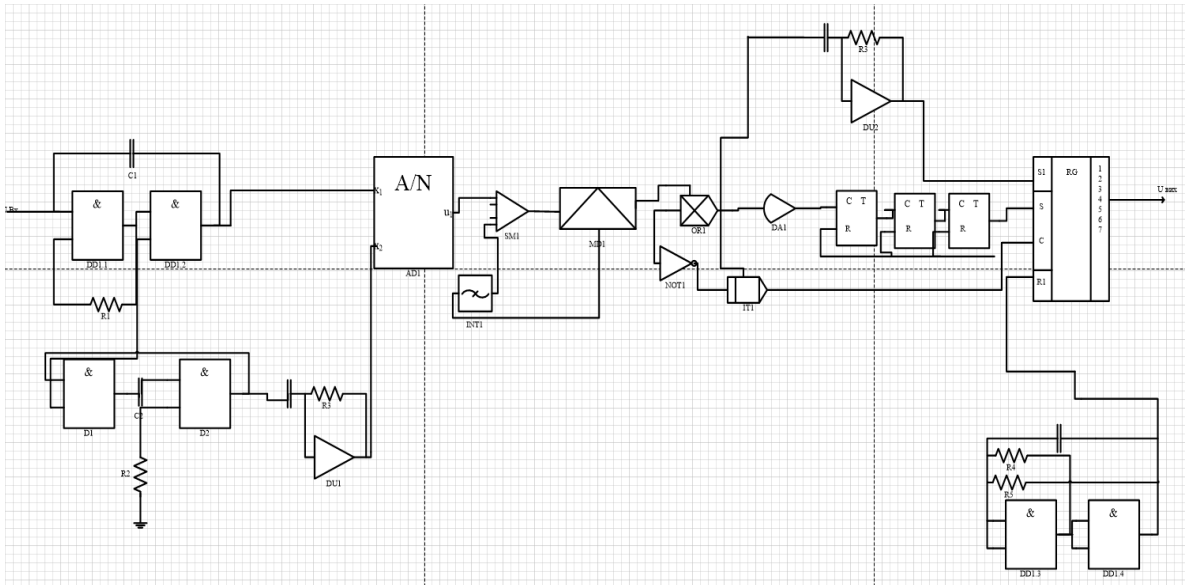 C1
&
&
DD1.1
DD1.2
R1
&
&
C2
D1
D2
R2
R3
DU1
A/N
x1
x2
AD1
SM1
INT1
MD1
OR1
NOT1
IT1
DA1
C T
R
C T
R
C T
R
R3
DU2
S1
S
C
R1
RG
1
2
3
4
5
6
7
U вих
R4
R5
&
&
DD1.3
DD1.4